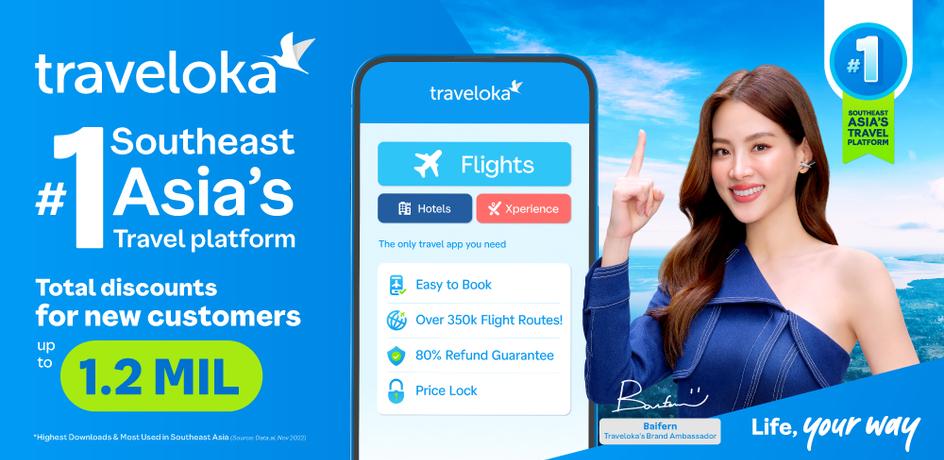 traveloka
#1 Southeast
Asia's
Travel platform
Total discounts
for new customers
up
to
1.2 MIL
*Highest Downloads & Most Used in Southeast Asia (Source: Data.ai, Nov 2022)
traveloka
Flights
Hotels
Xperience
The only travel app you need
Easy to Book
Over 350k Flight Routes!
80% Refund Guarantee
Price Lock
#1
SOUTHEAST
ASIA'S
TRAVEL
PLATFORM
Baifern
Baifern
Traveloka's Brand Ambassador
Life, your way